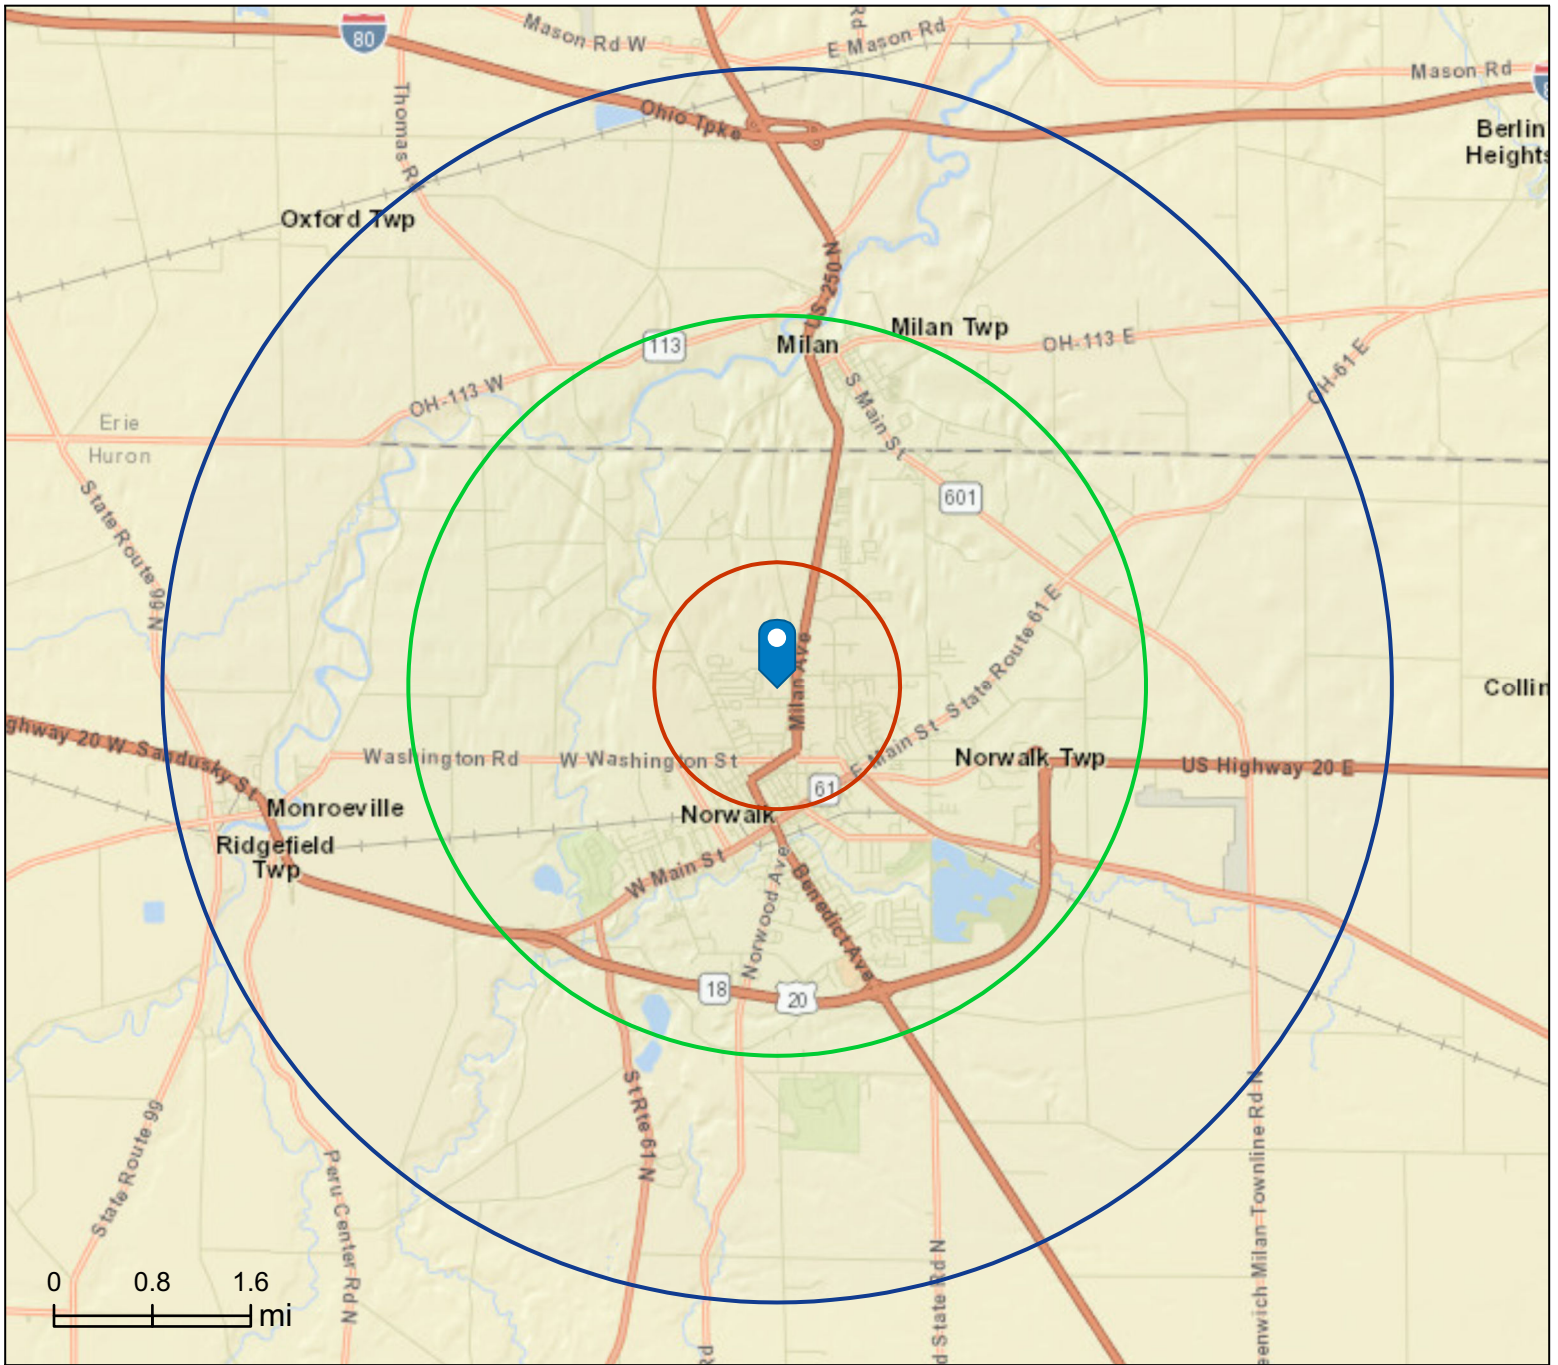 Mason Rd W
Rd
E Mason Rd
80
Mason Rd
Thomas Rd
Ohio Tpke
Berlin
Heights
Oxford Twp
US-250 N
Milan Twp
113
Milan
OH-113 E
OH-61 E
OH-113 W
S Main St
Erie
Huron
601
State Route 99 N
State Route 61 E
Milan Ave
Collin
ghway 20 W
Sandusky St
Washington Rd
W Washington St
E Main St
Norwalk Twp
US Highway 20 E
61
Monroeville
Norwalk
Ridgefield
Twp
W Main St
Norwood Ave
Benedict Ave
18
20
St Rte 61 N
State Route 99
Peru Center Rd N
eenwich Milan Townline Rd N
d State Rd N
Rd
0 0.8 1.6
mi